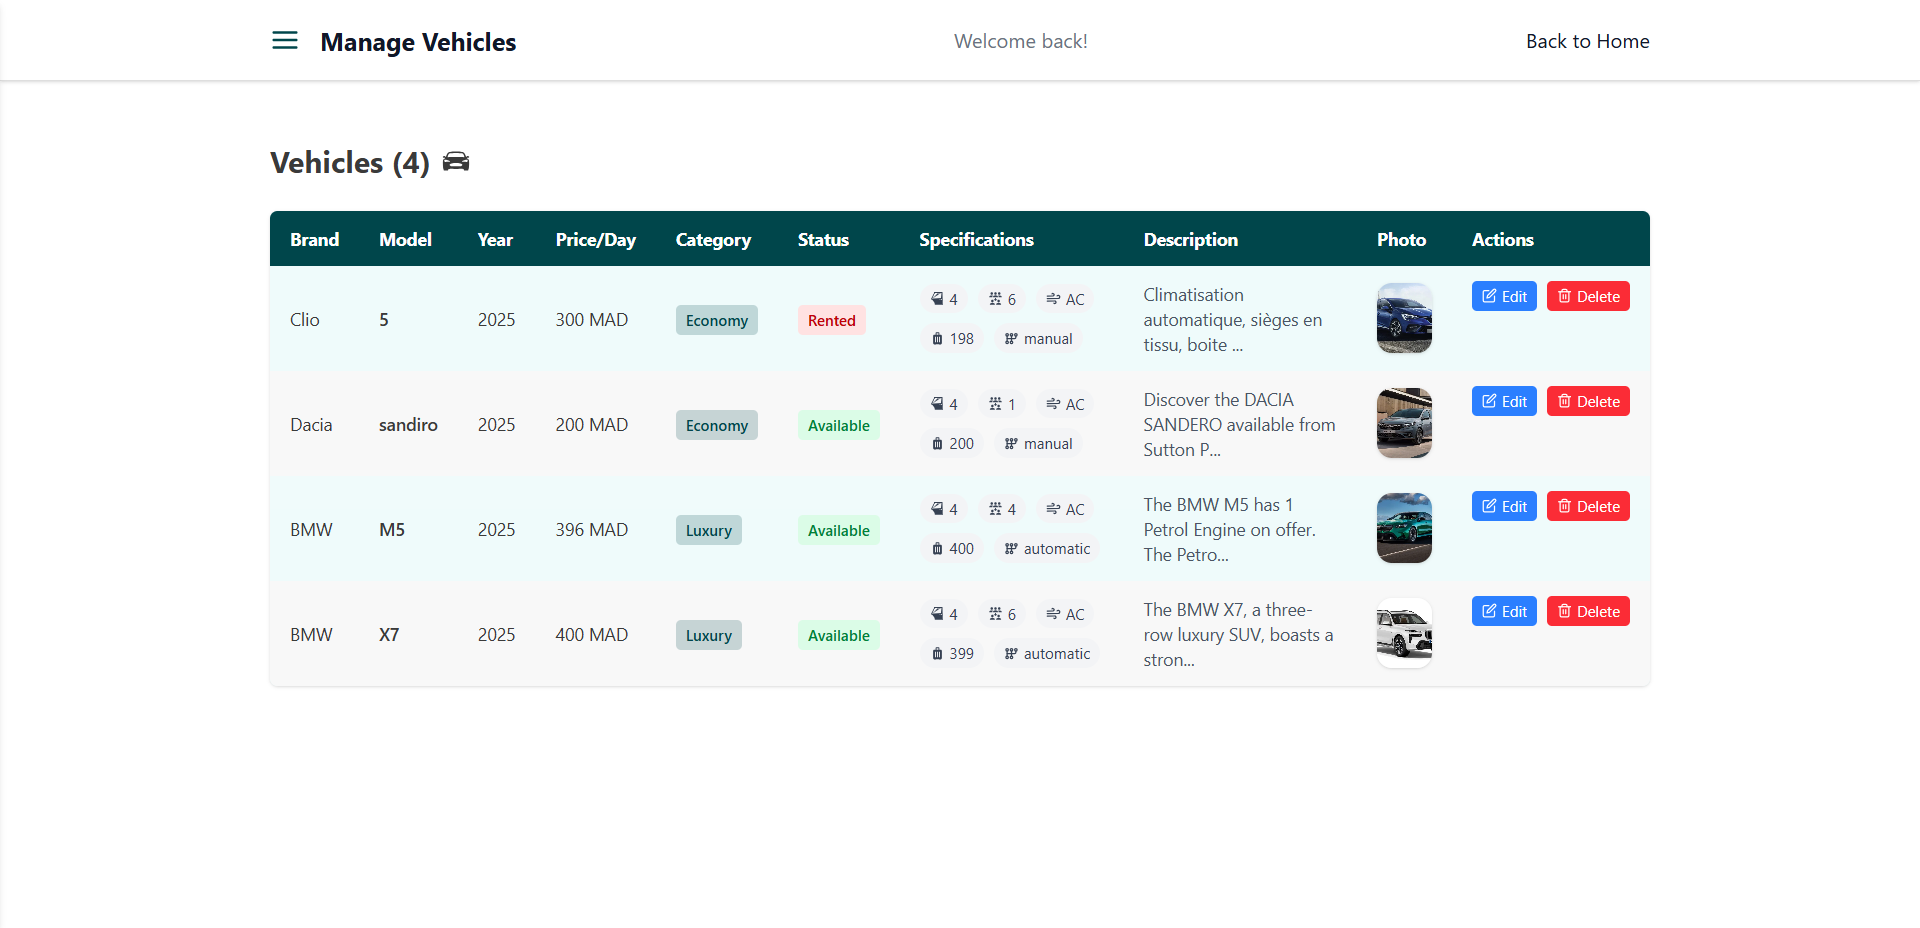 Manage Vehicles
Welcome back!
Back to Home
Vehicles (4)
Brand Model Year Price/Day Category Status Specifications Description Photo Actions
Clio 5 2025 300 MAD Economy Rented
4 6 AC
198 manual
Climatisation
automatique, sièges en
tissu, boite ...
Edit Delete
Dacia sandiro 2025 200 MAD Economy Available
4 1 AC
200 manual
Discover the DACIA
SANDERO available from
Sutton P...
Edit Delete
BMW M5 2025 396 MAD Luxury Available
4 4 AC
400 automatic
The BMW M5 has 1
Petrol Engine on offer.
The Petro...
Edit Delete
BMW X7 2025 400 MAD Luxury Available
4 6 AC
399 automatic
The BMW X7, a three-
row luxury SUV, boasts a
stron...
Edit Delete